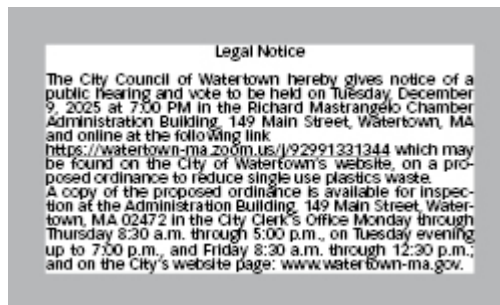 Legal Notice
The City Council of Watertown hereby gives notice of a
public hearing and vote to be held on Tuesday, December
9, 2025 at 7:00 PM in the Richard Mastrangelo Chamber
Administration Building, 149 Main Street, Watertown, MA
and online at the following link
https://watertown-ma.zoom.us/j/92991331344 which may
be found on the City of Watertown's website, on a pro-
posed ordinance to reduce single use plastics waste.
A copy of the proposed ordinance is available for inspec-
tion at the Administration Building, 149 Main Street, Water-
town, MA 02472 in the City Clerk's Office Monday through
Thursday 8:30 a.m. through 5:00 p.m., on Tuesday evening
up to 7:00 p.m., and Friday 8:30 a.m. through 12:30 p.m.;
and on the City's website page: www.watertown-ma.gov.